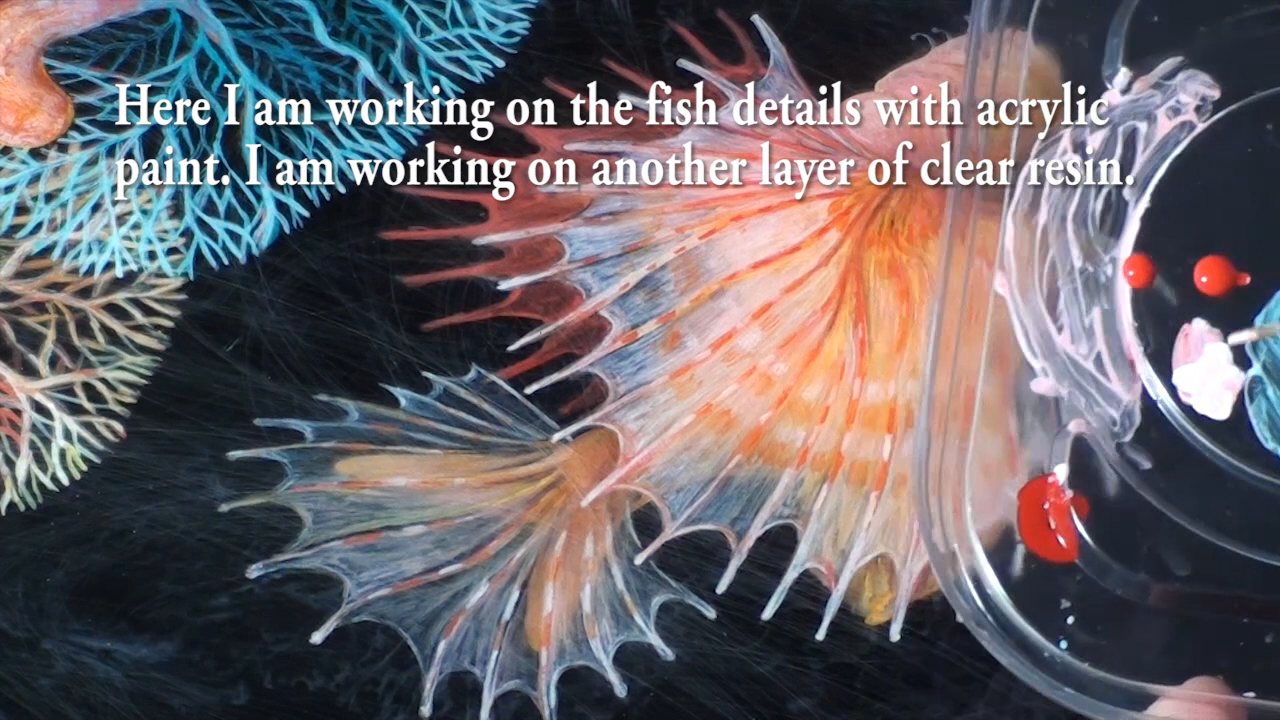 Here I am working on the fish details with acrylic
paint. I am working on another layer of clear resin.